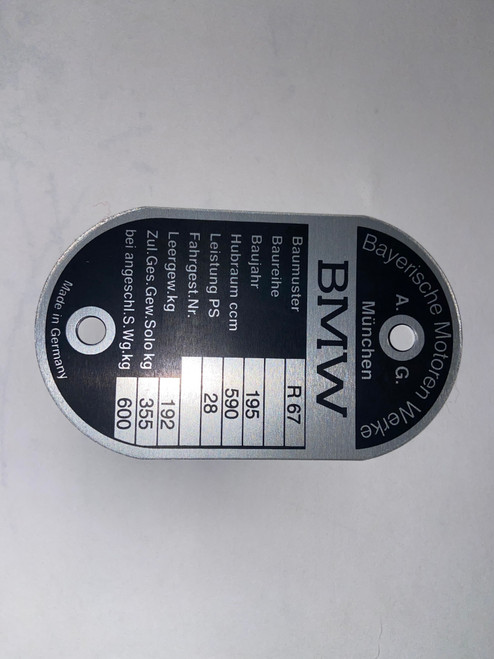 Bayerische Motoren Werke
A. G.
München
BMW
Baumuster R 67
Baureihe
Baujahr 195
Hubraum ccm 590
Leistung PS 28
Fahrgest.Nr.
Leergew.kg 192
Zul.Ges.Gew.Solo kg 355
bei angeschl.S.Wg.kg 600
Made in Germany